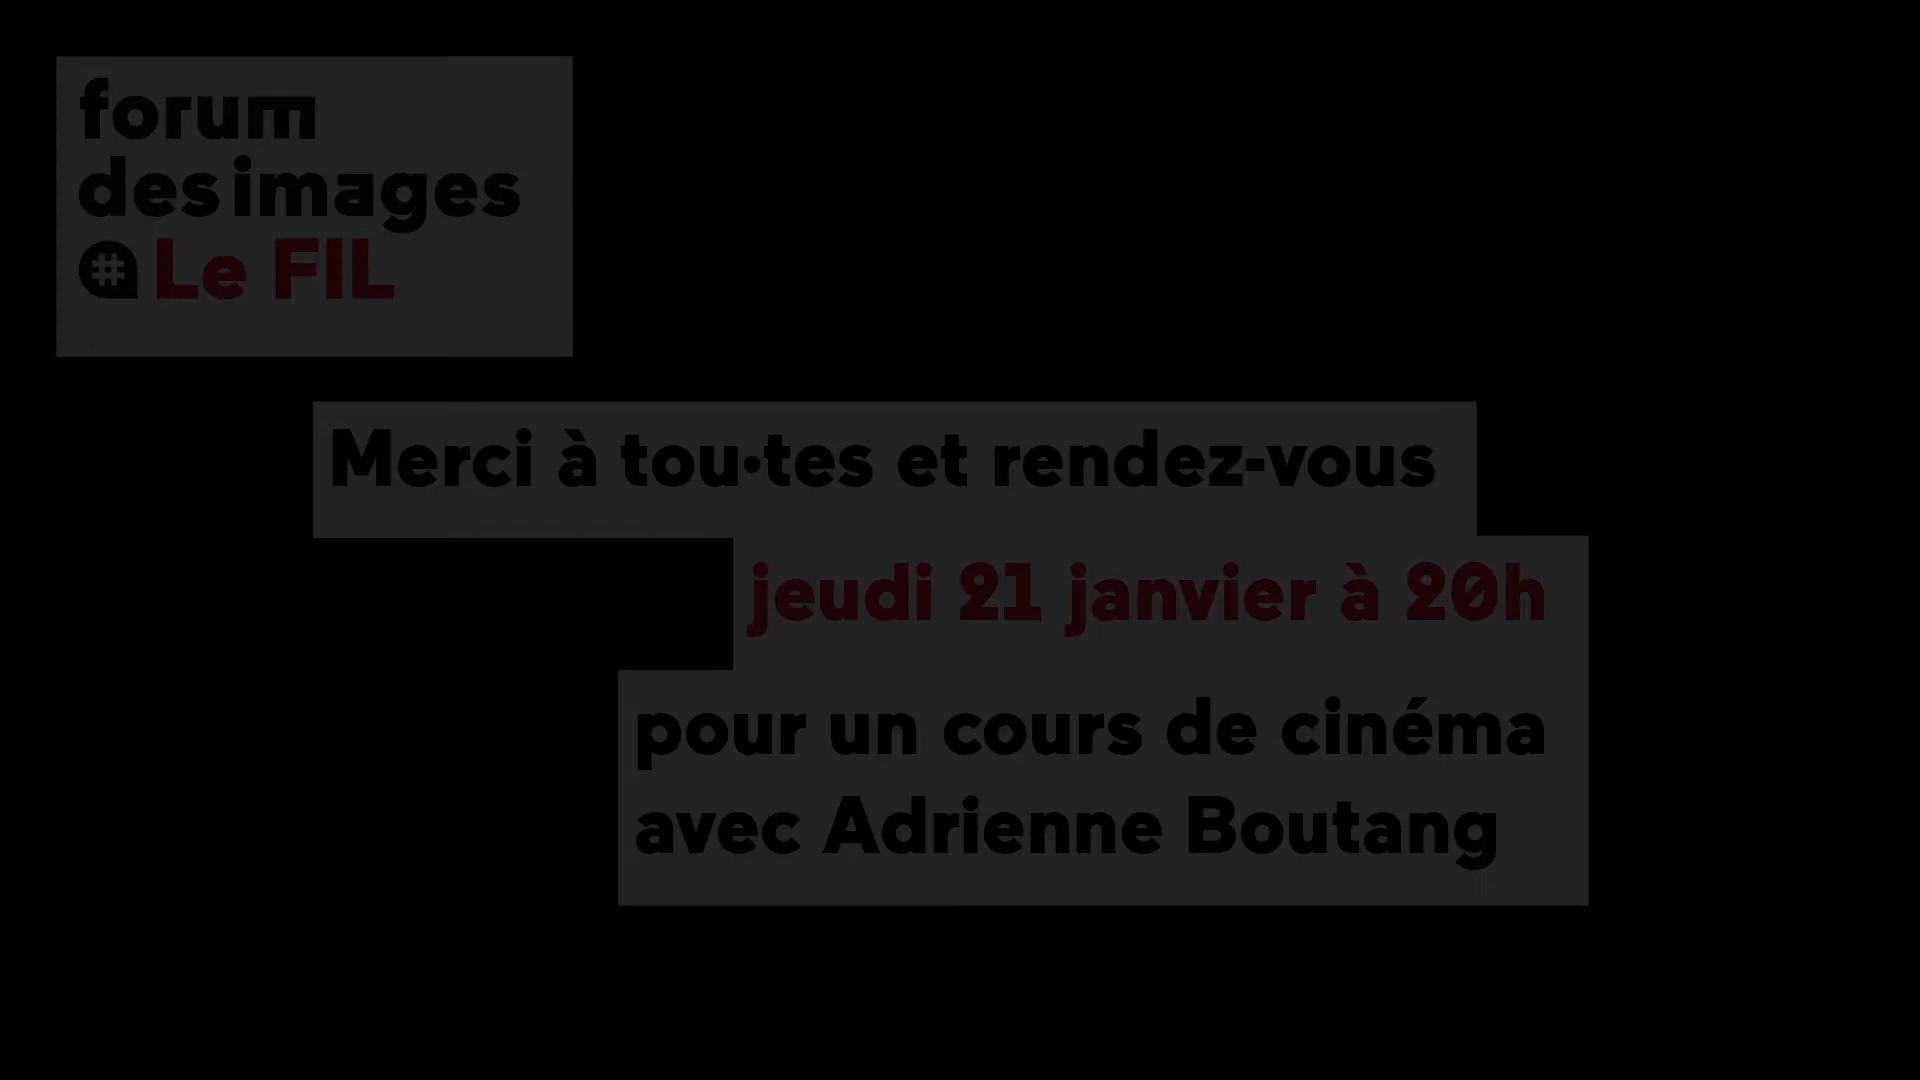 forum
des images
# Le FIL
Merci à tou•tes et rendez-vous
jeudi 21 janvier à 20h
pour un cours de cinéma
avec Adrienne Boutang